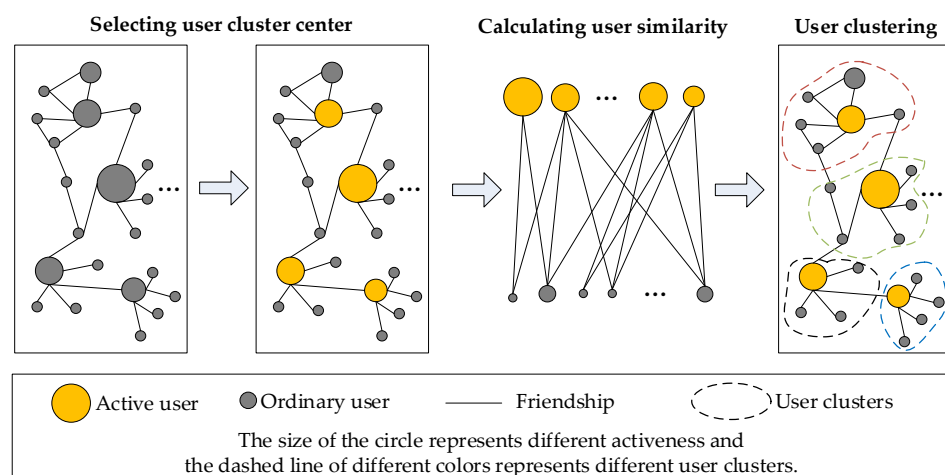 Selecting user cluster center
Calculating user similarity
User clustering
...
...
...
...
...
Active user
Ordinary user
Friendship
User clusters
The size of the circle represents different activeness and
the dashed line of different colors represents different user clusters.